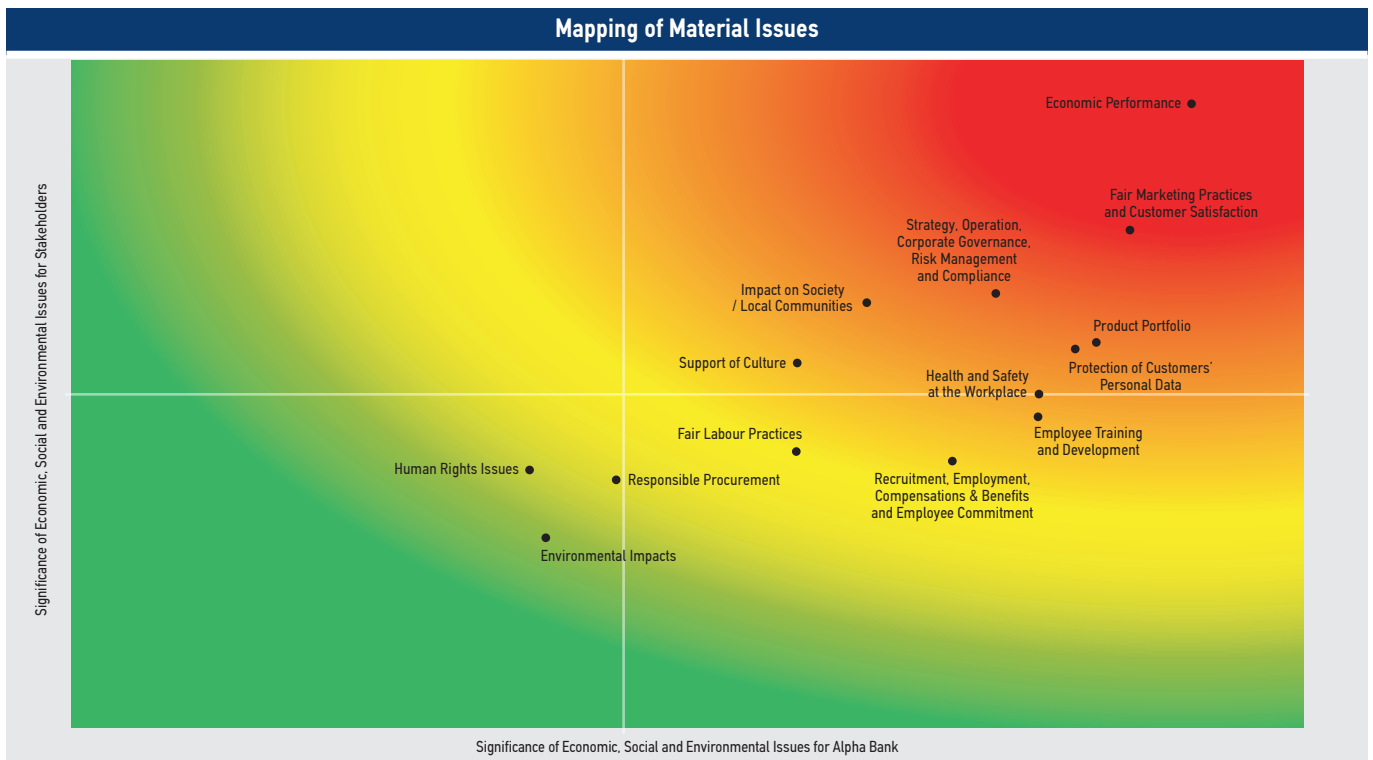 Mapping of Material Issues
Significance of Economic, Social and Environmental Issues for Stakeholders
Economic Performance
Fair Marketing Practices
and Customer Satisfaction
Strategy, Operation,
Corporate Governance,
Risk Management
and Compliance
Impact on Society
/ Local Communities
Product Portfolio
Support of Culture
Protection of Customers'
Personal Data
Health and Safety
at the Workplace
Fair Labour Practices
Employee Training
and Development
Human Rights Issues
Responsible Procurement
Recruitment, Employment,
Compensations & Benefits
and Employee Commitment
Environmental Impacts
Significance of Economic, Social and Environmental Issues for Alpha Bank